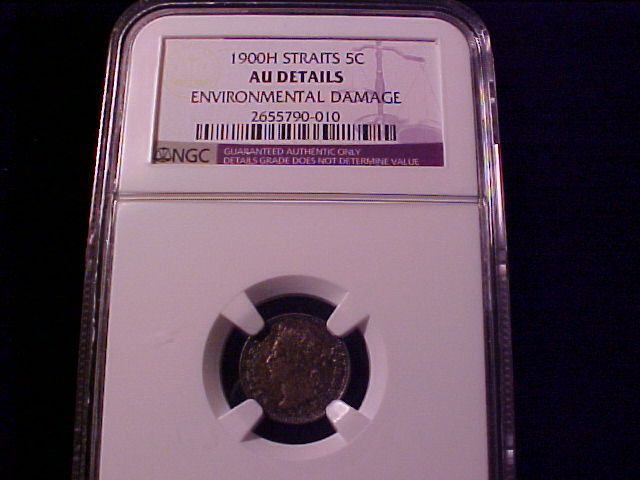 1900H STRAITS 5C
AU DETAILS
ENVIRONMENTAL DAMAGE
2655790-010
NGC
GUARANTEED AUTHENTIC ONLY
DETAILS GRADE DOES NOT DETERMINE VALUE